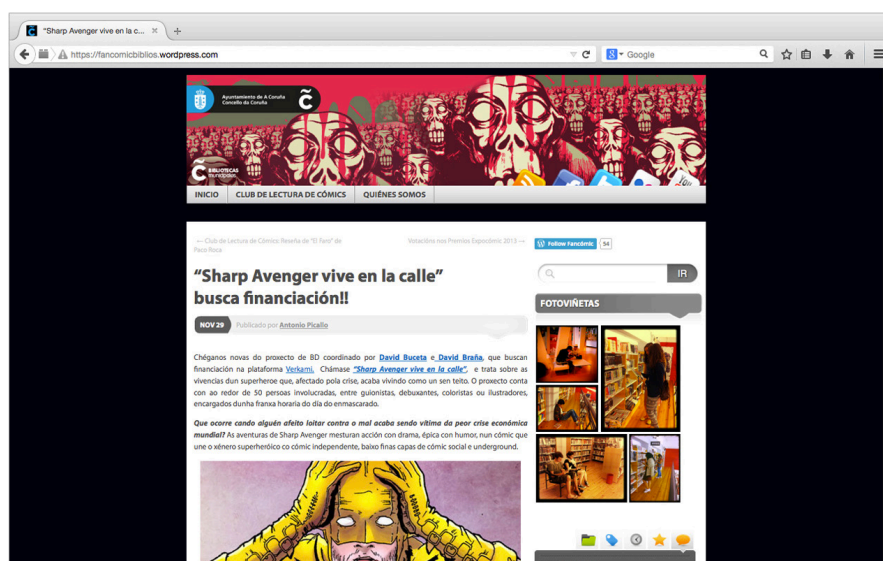 "Sharp Avenger vive en la c...
https://fancomicbiblios.wordpress.com
Google
Ayuntamiento de A Coruña
Concello da Coruña
BIBLIOTECAS
municipales
INICIO CLUB DE LECTURA DE CÓMICS QUIÉNES SOMOS
← Club de Lectura de Cómics: Reseña de "El Faro" de
Paco Roca
Votacións nos Premios Expocómic 2013 →
Follow Fancómic 54
“Sharp Avenger vive en la calle”
busca financiación!!
IR
FOTOVIÑETAS
NOV 29 Publicado por Antonio Picallo
Chéganos novas do proxecto de BD coordinado por David Buceta e David Braña, que buscan
financiación na plataforma Verkami. Chámase "Sharp Avenger vive en la calle", e trata sobre as
vivencias dun superheroe que, afectado pola crise, acaba vivindo como un sen teito. O proxecto conta
con ao redor de 50 persoas involucradas, entre guionistas, debuxantes, coloristas ou ilustradores,
encargados dunha franxa horaria do día do enmascarado.
Que ocorre cando alguén afeito loitar contra o mal acaba sendo vítima da peor crise económica
mundial? As aventuras de Sharp Avenger mesturan acción con drama, épica con humor, nun cómic que
une o xénero superheróico co cómic independente, baixo finas capas de cómic social e underground.